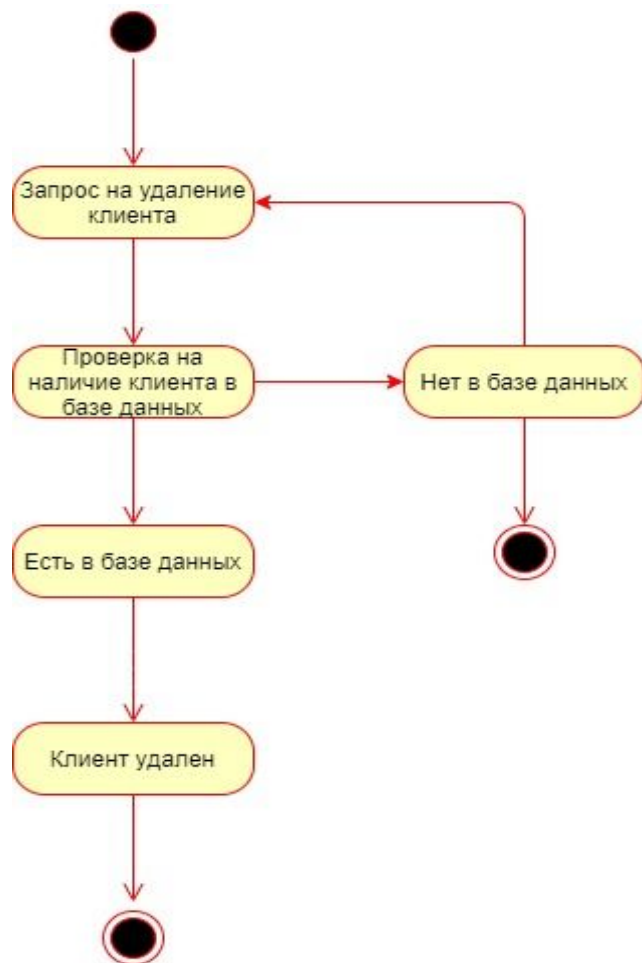 Запрос на удаление
клиента
Проверка на
наличие клиента в
базе данных
Нет в базе данных
Есть в базе данных
Клиент удален